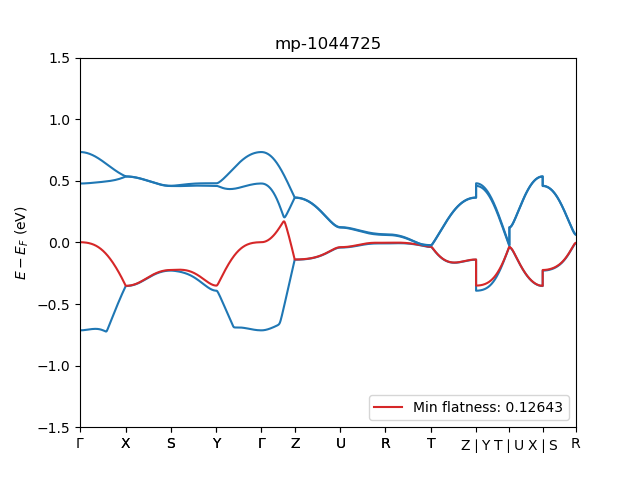 mp-1044725
1.5
1.0
0.5
0.0
−0.5
−1.0
−1.5
E − E_F (eV)
Min flatness: 0.12643
Γ X S Y Γ Z U R T Z | Y T | U X | S R